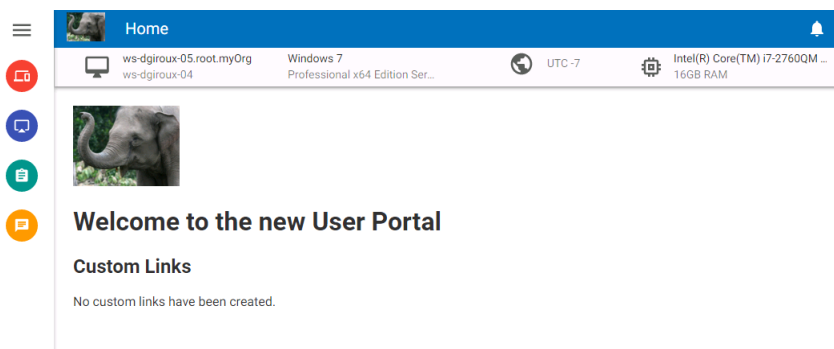 Home
ws-dgiroux-05.root.myOrg
ws-dgiroux-04
Windows 7
Professional x64 Edition Ser...
UTC -7
Intel(R) Core(TM) i7-2760QM ...
16GB RAM
Welcome to the new User Portal
Custom Links
No custom links have been created.